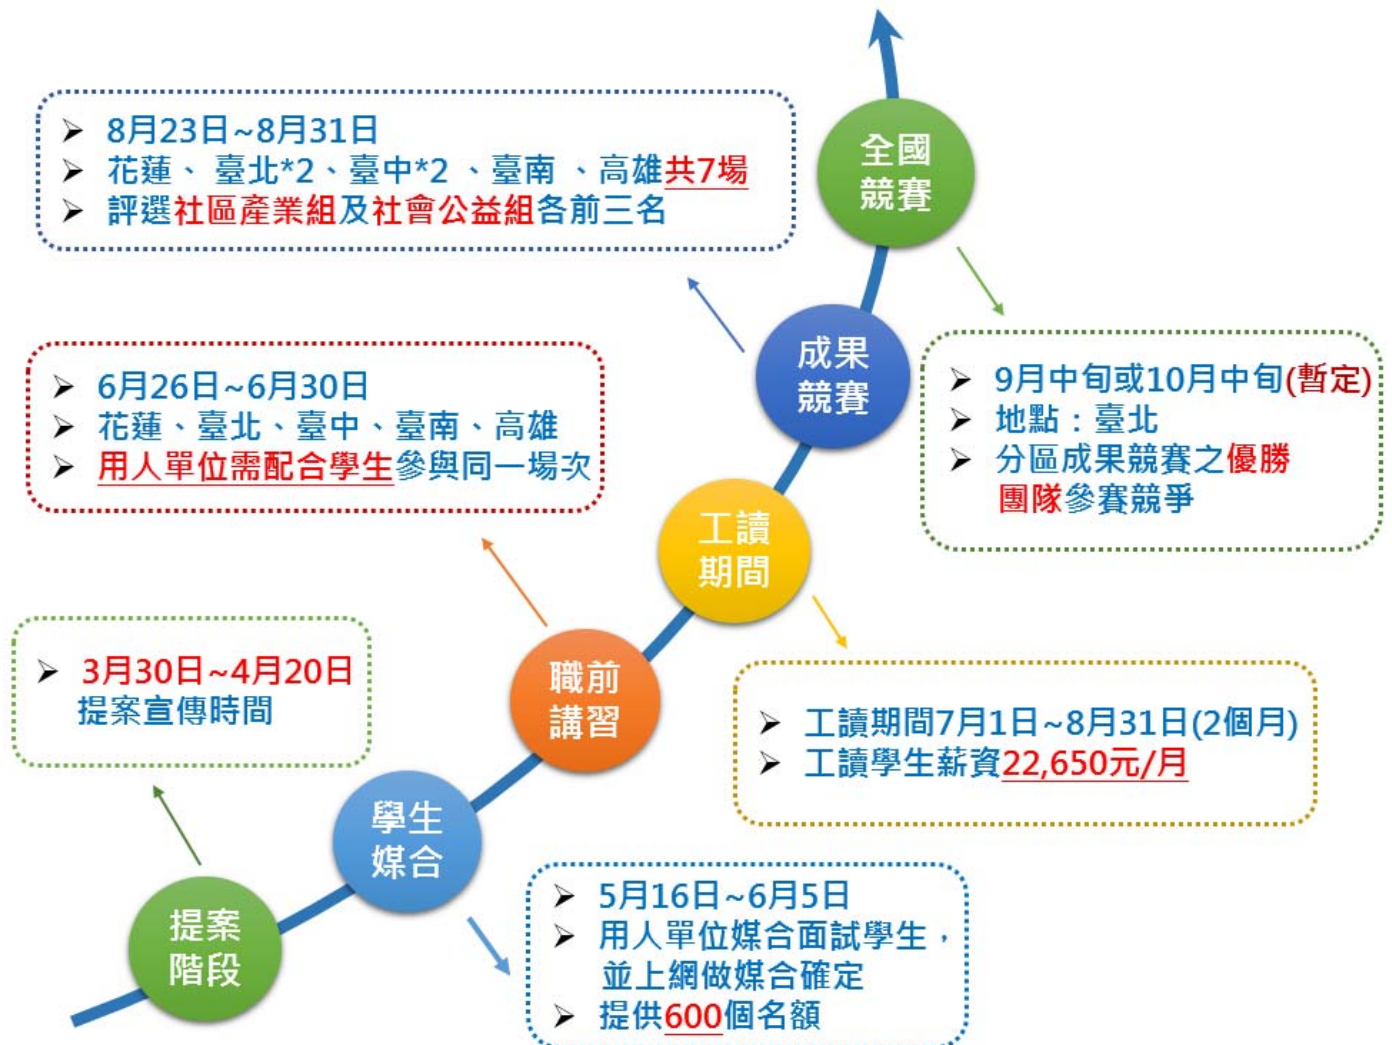 全國
競賽
➢ 8月23日~8月31日
➢ 花蓮、 臺北*2、臺中*2 、臺南 、高雄共7場
➢ 評選社區產業組及社會公益組各前三名
成果
競賽
➢ 9月中旬或10月中旬(暫定)
➢ 地點：臺北
➢ 分區成果競賽之優勝
團隊參賽競爭
➢ 6月26日~6月30日
➢ 花蓮、臺北、臺中、臺南、高雄
➢ 用人單位需配合學生參與同一場次
工讀
期間
職前
講習
➢ 3月30日~4月20日
提案宣傳時間
➢ 工讀期間7月1日~8月31日(2個月)
➢ 工讀學生薪資22,650元/月
學生
媒合
➢ 5月16日~6月5日
➢ 用人單位媒合面試學生，
並上網做媒合確定
➢ 提供600個名額
提案
階段